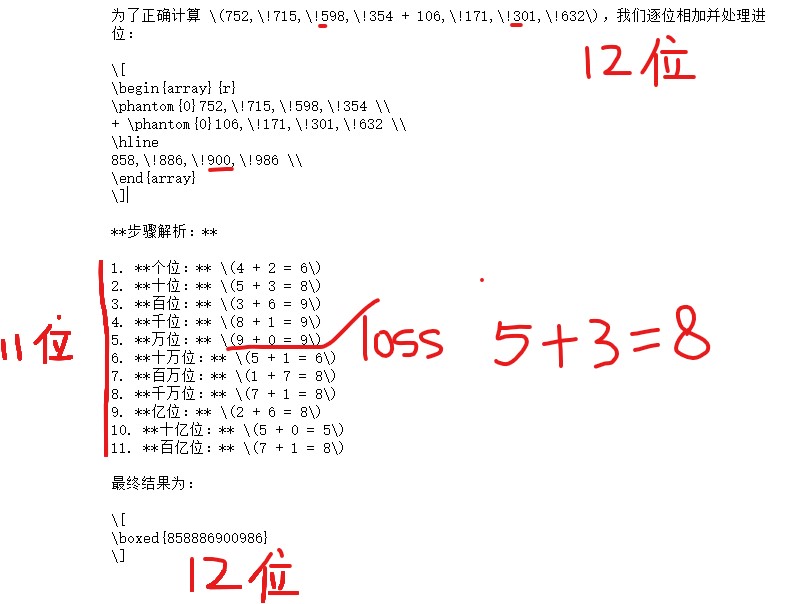 为了正确计算 \(752,\!715,\!598,\!354 + 106,\!171,\!301,\!632\)，我们逐位相加并处理进
位：
12位
\[
\begin{array}{r}
\phantom{0}752,\!715,\!598,\!354 \\
+ \phantom{0}106,\!171,\!301,\!632 \\
\hline
858,\!886,\!900,\!986 \\
\end{array}
\]
**步骤解析：**
1. **个位：** \(4 + 2 = 6\)
2. **十位：** \(5 + 3 = 8\)
3. **百位：** \(3 + 6 = 9\)
4. **千位：** \(8 + 1 = 9\)
5. **万位：** \(9 + 0 = 9\)
loss 5+3=8
11位
6. **十万位：** \(5 + 1 = 6\)
7. **百万位：** \(1 + 7 = 8\)
8. **千万位：** \(7 + 1 = 8\)
9. **亿位：** \(2 + 6 = 8\)
10. **十亿位：** \(5 + 0 = 5\)
11. **百亿位：** \(7 + 1 = 8\)
最终结果为：
\[
\boxed{858886900986}
\]
12位